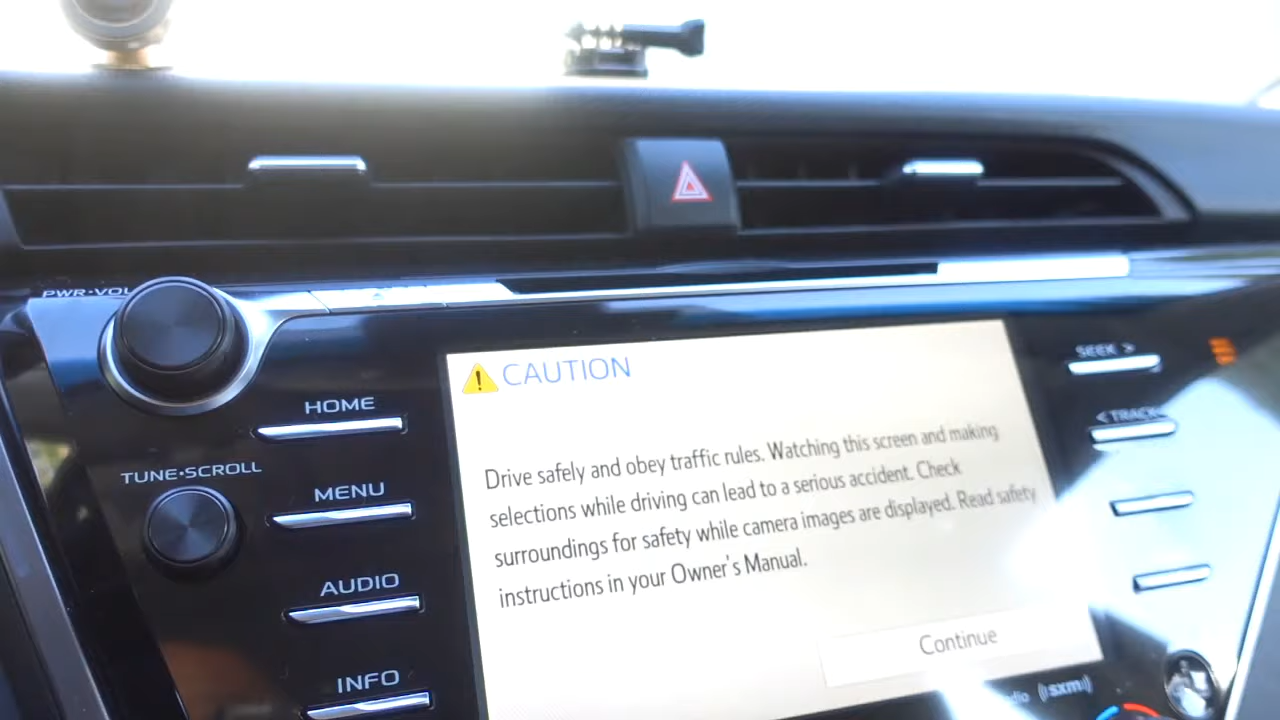 PWR•VOL
CAUTION
SEEK >
HOME
< TRACK
Drive safely and obey traffic rules. Watching this screen and making
selections while driving can lead to a serious accident. Check
surroundings for safety while camera images are displayed. Read safety
instructions in your Owner's Manual.
TUNE•SCROLL
MENU
AUDIO
Continue
INFO
((sxm))